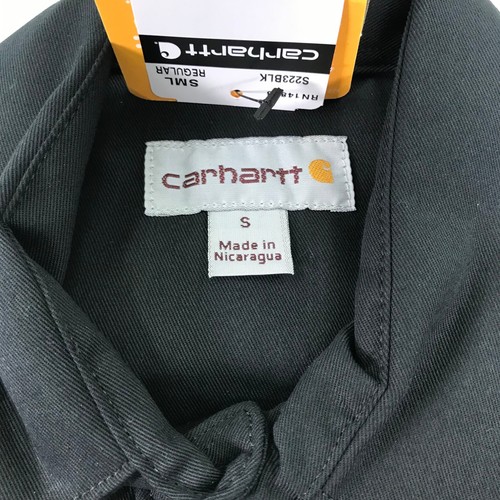 carhartt
S223BLK
SML
REGULAR
carhartt
S
Made in
Nicaragua